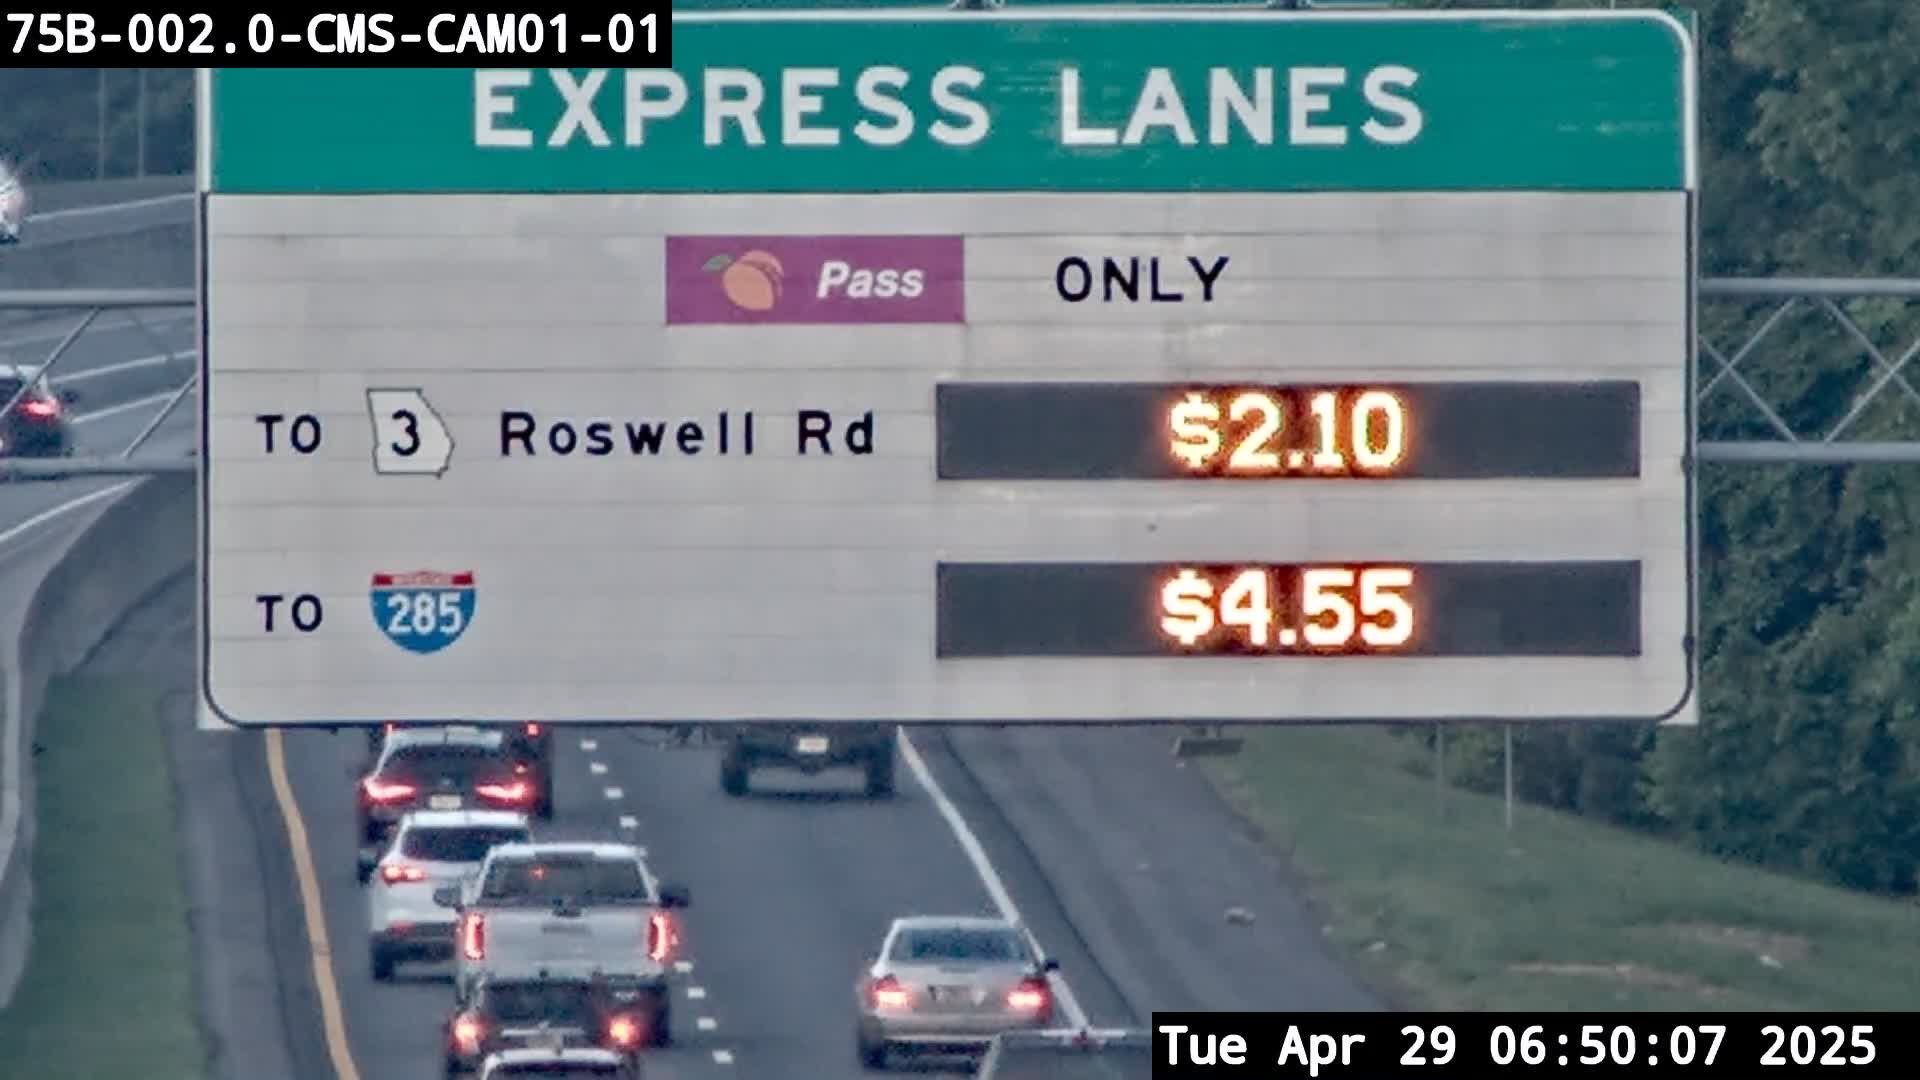 75B-002.0-CMS-CAM01-01
EXPRESS LANES
Pass ONLY
TO 3 Roswell Rd $2.10
TO 285 $4.55
Tue Apr 29 06:50:07 2025